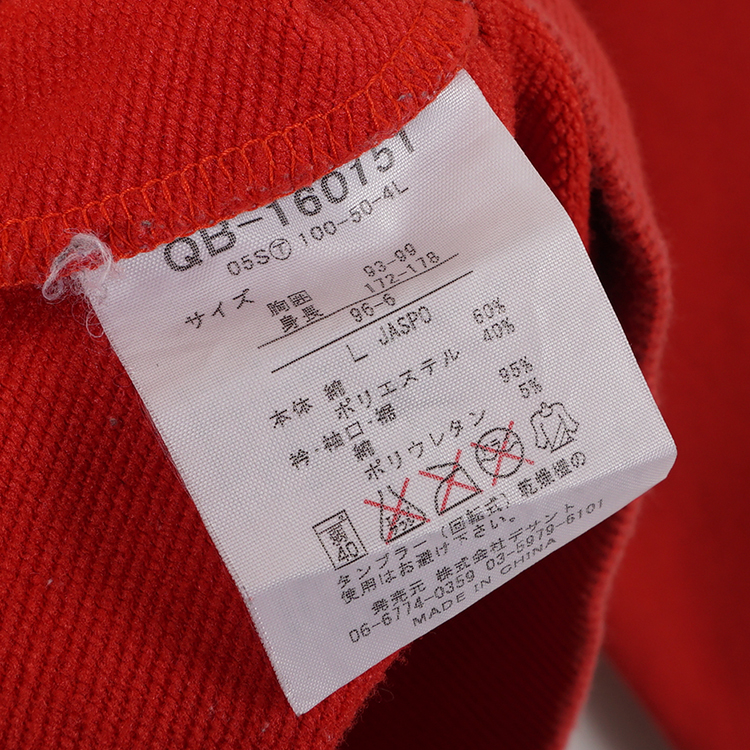 QB-160151
05SⓉ 100-50-4L
サイズ 胸囲 93-99
身長 172-178
96-6
L JASPO
本体 綿 60%
ポリエステル 40%
衿・袖口・裾
綿 95%
ポリウレタン 5%
40
タンブラー(回転式)乾燥機の
使用はお避け下さい。
発売元 株式会社デサント
06-6774-0359 03-5979-6101
MADE IN CHINA